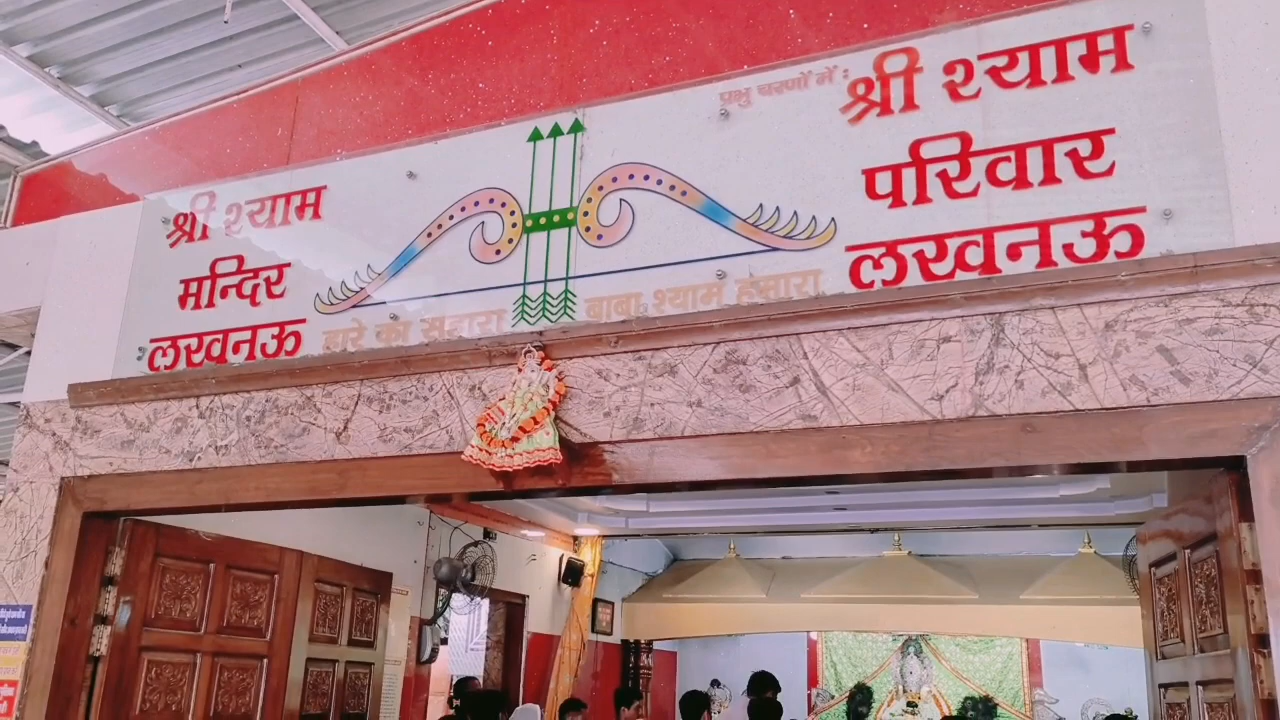 श्री श्याम
मन्दिर
लखनऊ
बारे का सहारा बाबा श्याम हमारा
प्रभु चरणों में :
श्री श्याम
परिवार
लखनऊ